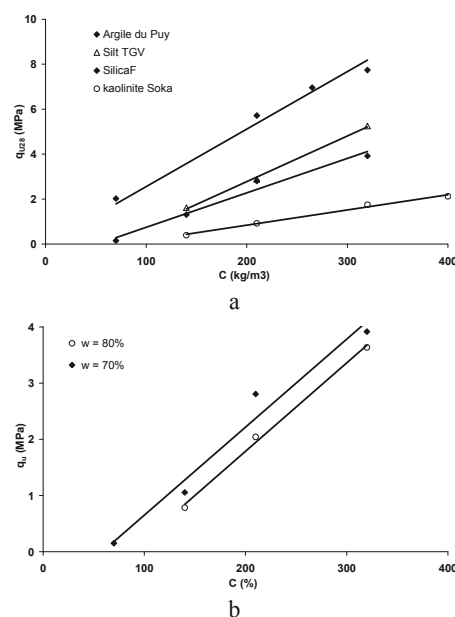 Argile du Puy
Silt TGV
SilicaF
kaolinite Soka
10
8
6
4
2
0
qU28 (MPa)
0 100 200 300 400
C (kg/m3)
a
w = 80%
w = 70%
4
3
2
1
0
qu (MPa)
0 100 200 300 400
C (%)
b